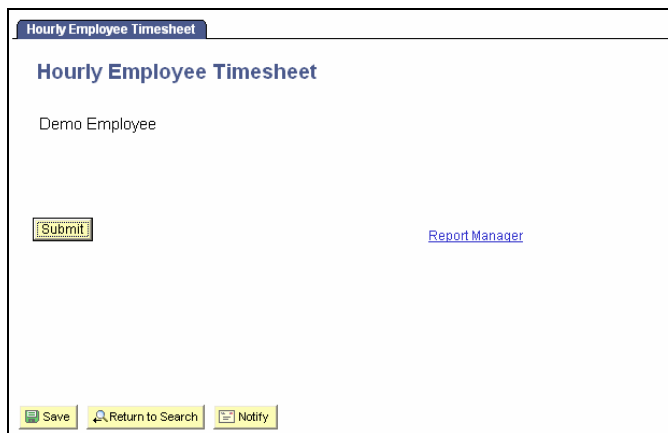 Hourly Employee Timesheet
Hourly Employee Timesheet
Demo Employee
Submit
Report Manager
Save Return to Search Notify